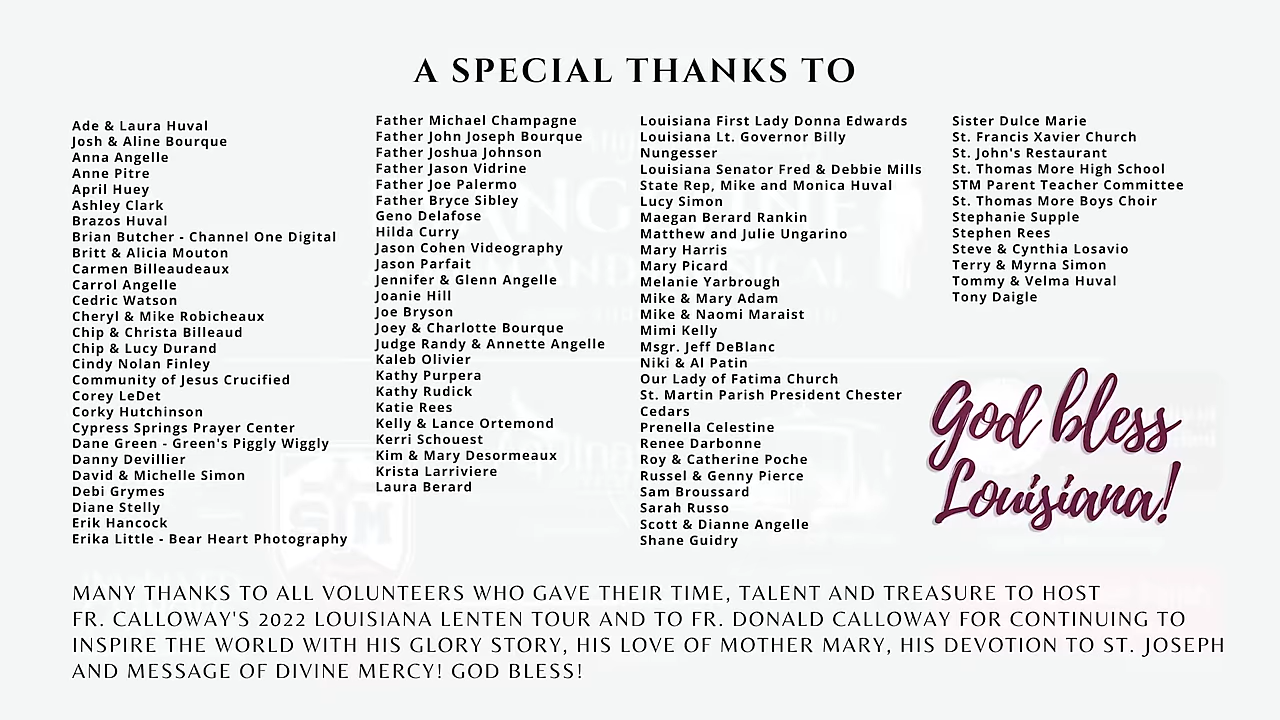 A SPECIAL THANKS TO
Ade & Laura Huval
Josh & Aline Bourque
Anna Angelle
Anne Pitre
April Huey
Ashley Clark
Brazos Huval
Brian Butcher - Channel One Digital
Britt & Alicia Mouton
Carmen Billeaudeaux
Carrol Angelle
Cedric Watson
Cheryl & Mike Robicheaux
Chip & Christa Billeaud
Chip & Lucy Durand
Cindy Nolan Finley
Community of Jesus Crucified
Corey LeDet
Corky Hutchinson
Cypress Springs Prayer Center
Dane Green - Green's Piggly Wiggly
Danny Devillier
David & Michelle Simon
Debi Grymes
Diane Stelly
Erik Hancock
Erika Little - Bear Heart Photography
Father Michael Champagne
Father John Joseph Bourque
Father Joshua Johnson
Father Jason Vidrine
Father Joe Palermo
Father Bryce Sibley
Geno Delafose
Hilda Curry
Jason Cohen Videography
Jason Parfait
Jennifer & Glenn Angelle
Joanie Hill
Joe Bryson
Joey & Charlotte Bourque
Judge Randy & Annette Angelle
Kaleb Olivier
Kathy Purpera
Kathy Rudick
Katie Rees
Kelly & Lance Ortemond
Kerri Schouest
Kim & Mary Desormeaux
Krista Larriviere
Laura Berard
Louisiana First Lady Donna Edwards
Louisiana Lt. Governor Billy
Nungesser
Louisiana Senator Fred & Debbie Mills
State Rep, Mike and Monica Huval
Lucy Simon
Maegan Berard Rankin
Matthew and Julie Ungarino
Mary Harris
Mary Picard
Melanie Yarbrough
Mike & Mary Adam
Mike & Naomi Maraist
Mimi Kelly
Msgr. Jeff DeBlanc
Niki & Al Patin
Our Lady of Fatima Church
St. Martin Parish President Chester
Cedars
Prenella Celestine
Renee Darbonne
Roy & Catherine Poche
Russel & Genny Pierce
Sam Broussard
Sarah Russo
Scott & Dianne Angelle
Shane Guidry
Sister Dulce Marie
St. Francis Xavier Church
St. John's Restaurant
St. Thomas More High School
STM Parent Teacher Committee
St. Thomas More Boys Choir
Stephanie Supple
Stephen Rees
Steve & Cynthia Losavio
Terry & Myrna Simon
Tommy & Velma Huval
Tony Daigle
God bless
Louisiana!
MANY THANKS TO ALL VOLUNTEERS WHO GAVE THEIR TIME, TALENT AND TREASURE TO HOST
FR. CALLOWAY'S 2022 LOUISIANA LENTEN TOUR AND TO FR. DONALD CALLOWAY FOR CONTINUING TO
INSPIRE THE WORLD WITH HIS GLORY STORY, HIS LOVE OF MOTHER MARY, HIS DEVOTION TO ST. JOSEPH
AND MESSAGE OF DIVINE MERCY! GOD BLESS!